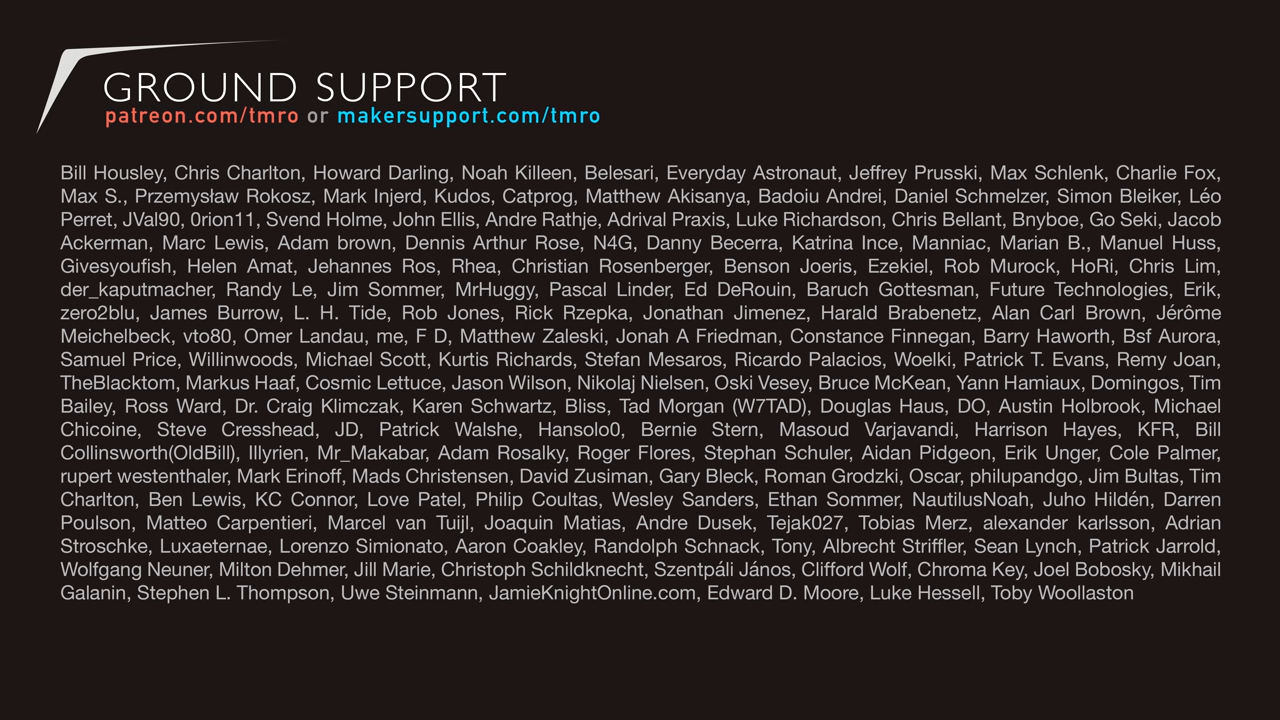 GROUND SUPPORT
patreon.com/tmro or makersupport.com/tmro
Bill Housley, Chris Charlton, Howard Darling, Noah Killeen, Belesari, Everyday Astronaut, Jeffrey Prusski, Max Schlenk, Charlie Fox,
Max S., Przemysław Rokosz, Mark Injerd, Kudos, Catprog, Matthew Akisanya, Badoiu Andrei, Daniel Schmelzer, Simon Bleiker, Léo
Perret, JVal90, 0rion11, Svend Holme, John Ellis, Andre Rathje, Adrival Praxis, Luke Richardson, Chris Bellant, Bnyboe, Go Seki, Jacob
Ackerman, Marc Lewis, Adam brown, Dennis Arthur Rose, N4G, Danny Becerra, Katrina Ince, Manniac, Marian B., Manuel Huss,
Givesyoufish, Helen Amat, Jehannes Ros, Rhea, Christian Rosenberger, Benson Joeris, Ezekiel, Rob Murock, HoRi, Chris Lim,
der_kaputmacher, Randy Le, Jim Sommer, MrHuggy, Pascal Linder, Ed DeRouin, Baruch Gottesman, Future Technologies, Erik,
zero2blu, James Burrow, L. H. Tide, Rob Jones, Rick Rzepka, Jonathan Jimenez, Harald Brabenetz, Alan Carl Brown, Jérôme
Meichelbeck, vto80, Omer Landau, me, F D, Matthew Zaleski, Jonah A Friedman, Constance Finnegan, Barry Haworth, Bsf Aurora,
Samuel Price, Willinwoods, Michael Scott, Kurtis Richards, Stefan Mesaros, Ricardo Palacios, Woelki, Patrick T. Evans, Remy Joan,
TheBlacktom, Markus Haaf, Cosmic Lettuce, Jason Wilson, Nikolaj Nielsen, Oski Vesey, Bruce McKean, Yann Hamiaux, Domingos, Tim
Bailey, Ross Ward, Dr. Craig Klimczak, Karen Schwartz, Bliss, Tad Morgan (W7TAD), Douglas Haus, DO, Austin Holbrook, Michael
Chicoine, Steve Cresshead, JD, Patrick Walshe, Hansolo0, Bernie Stern, Masoud Varjavandi, Harrison Hayes, KFR, Bill
Collinsworth(OldBill), Illyrien, Mr_Makabar, Adam Rosalky, Roger Flores, Stephan Schuler, Aidan Pidgeon, Erik Unger, Cole Palmer,
rupert westenthaler, Mark Erinoff, Mads Christensen, David Zusiman, Gary Bleck, Roman Grodzki, Oscar, philupandgo, Jim Bultas, Tim
Charlton, Ben Lewis, KC Connor, Love Patel, Philip Coultas, Wesley Sanders, Ethan Sommer, NautilusNoah, Juho Hildén, Darren
Poulson, Matteo Carpentieri, Marcel van Tuijl, Joaquin Matias, Andre Dusek, Tejak027, Tobias Merz, alexander karlsson, Adrian
Stroschke, Luxaeternae, Lorenzo Simionato, Aaron Coakley, Randolph Schnack, Tony, Albrecht Striffler, Sean Lynch, Patrick Jarrold,
Wolfgang Neuner, Milton Dehmer, Jill Marie, Christoph Schildknecht, Szentpáli János, Clifford Wolf, Chroma Key, Joel Bobosky, Mikhail
Galanin, Stephen L. Thompson, Uwe Steinmann, JamieKnightOnline.com, Edward D. Moore, Luke Hessell, Toby Woollaston